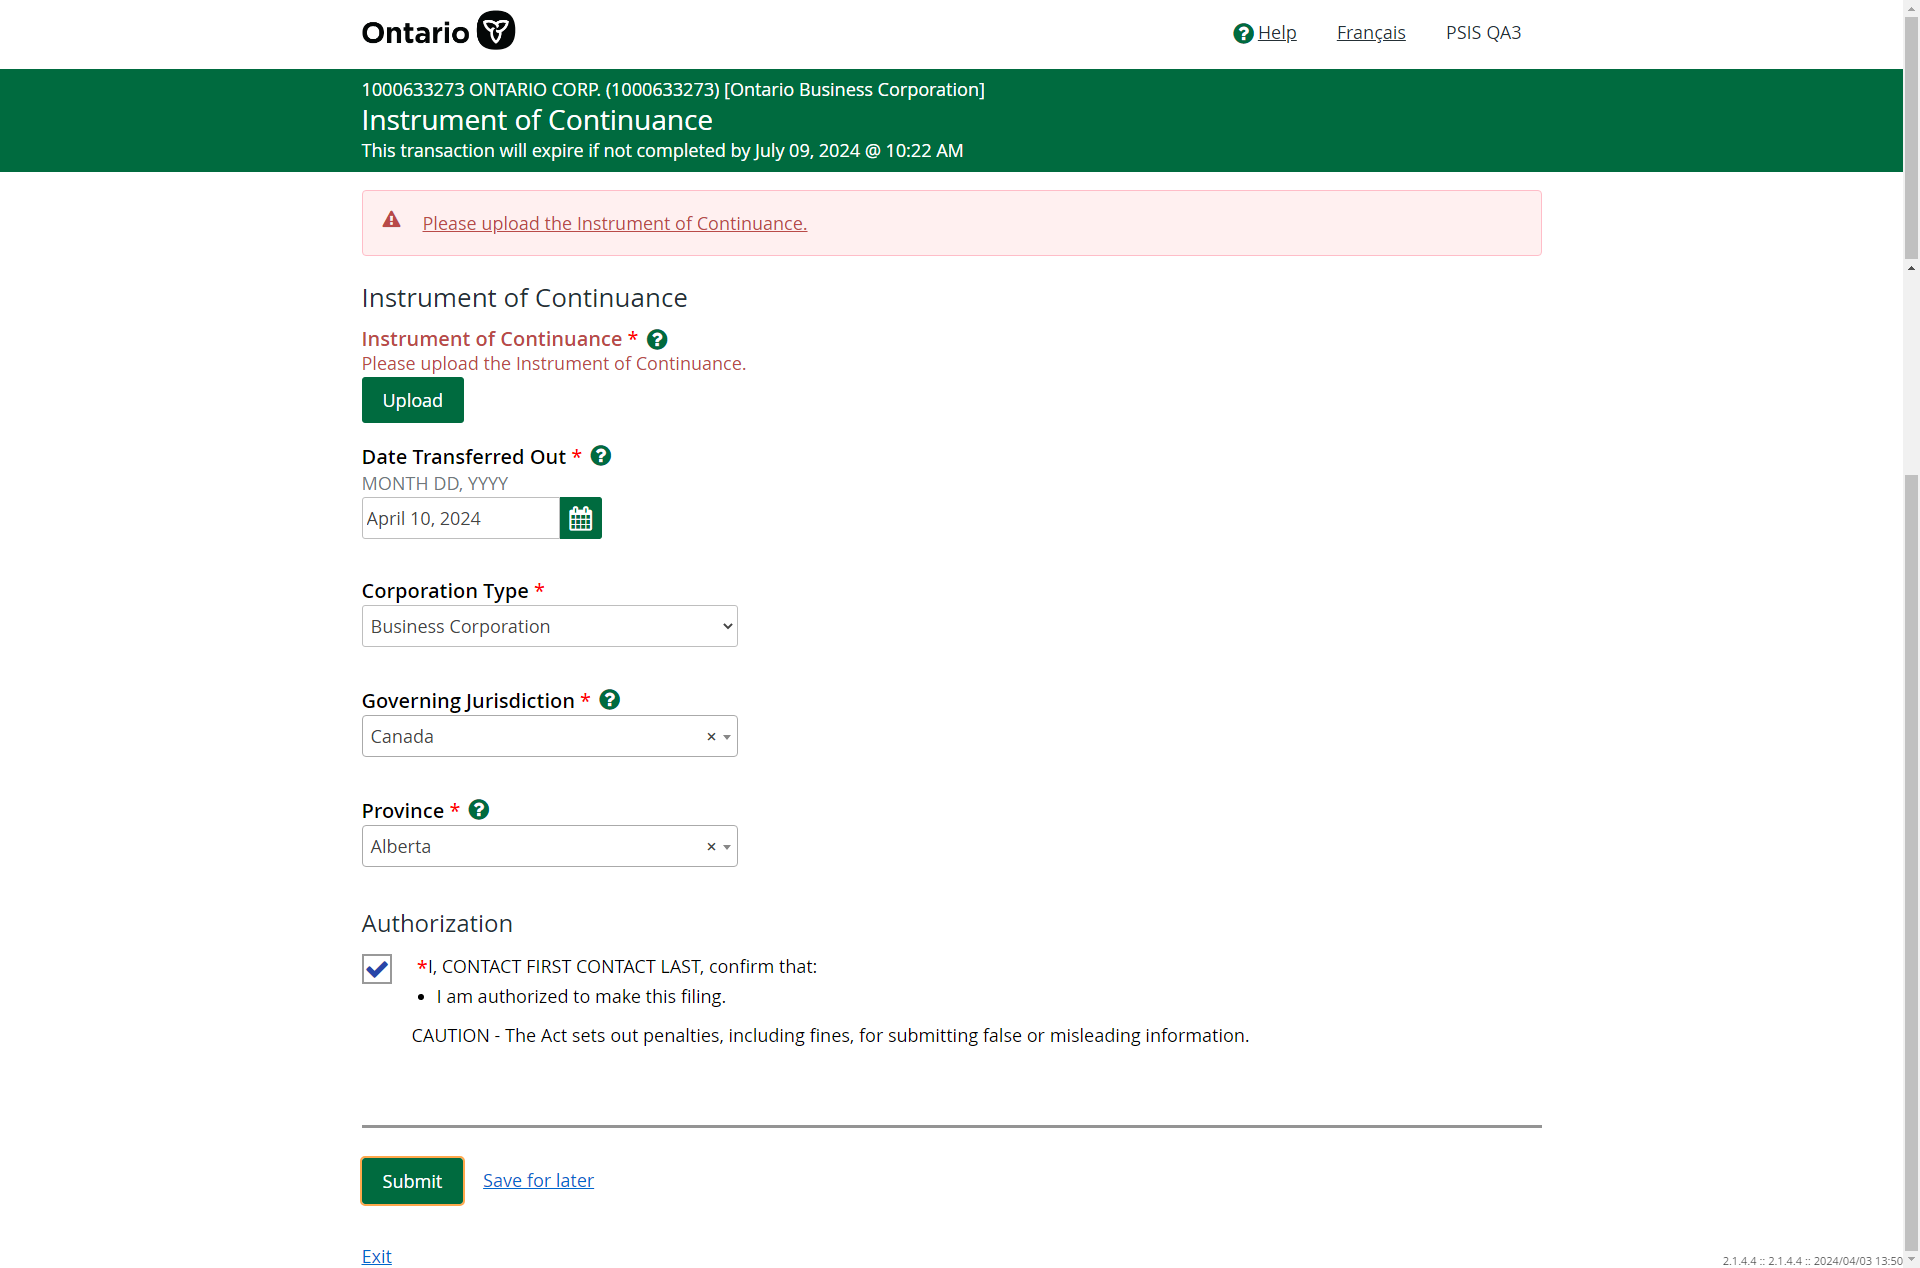 Ontario
Help Français PSIS QA3
1000633273 ONTARIO CORP. (1000633273) [Ontario Business Corporation]
Instrument of Continuance
This transaction will expire if not completed by July 09, 2024 @ 10:22 AM
Please upload the Instrument of Continuance.
Instrument of Continuance
Instrument of Continuance *
Please upload the Instrument of Continuance.
Upload
Date Transferred Out *
MONTH DD, YYYY
April 10, 2024
Corporation Type *
Business Corporation
Governing Jurisdiction *
Canada
Province *
Alberta
Authorization
*I, CONTACT FIRST CONTACT LAST, confirm that:
• I am authorized to make this filing.
CAUTION - The Act sets out penalties, including fines, for submitting false or misleading information.
Submit Save for later
Exit
2.1.4.4 :: 2.1.4.4 :: 2024/04/03 13:50